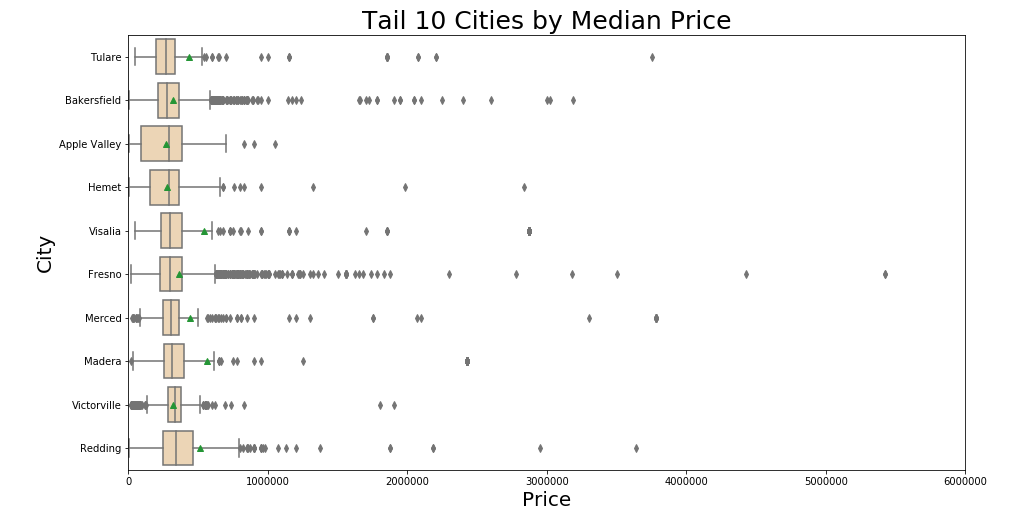 Tail 10 Cities by Median Price
Tulare
Bakersfield
Apple Valley
Hemet
Visalia
Fresno
Merced
Madera
Victorville
Redding
City
0 1000000 2000000 3000000 4000000 5000000 6000000
Price